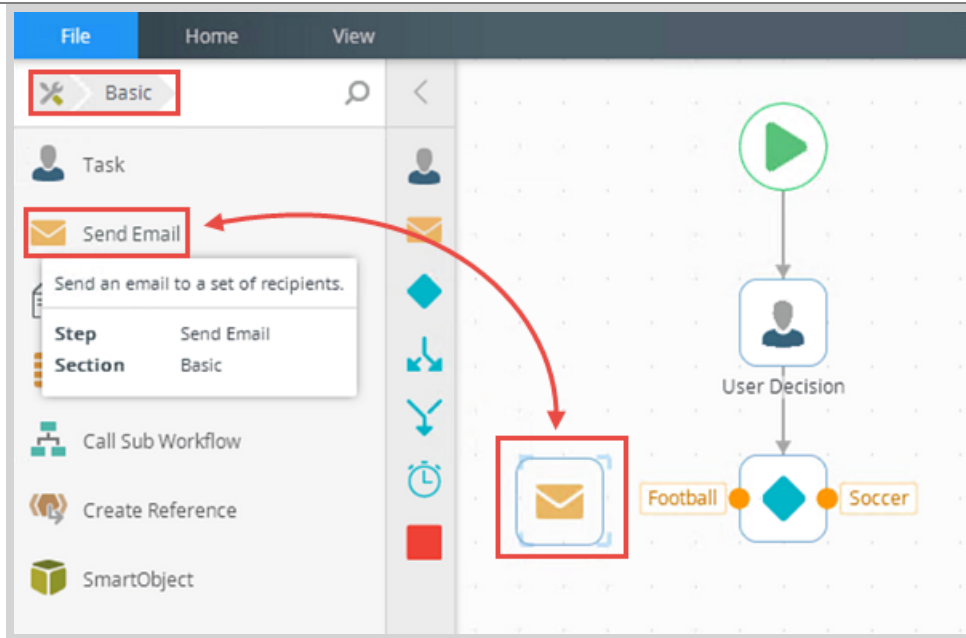 File Home View
Basic
Task
Send Email
Send an email to a set of recipients.
Step Send Email
Section Basic
Call Sub Workflow
Create Reference
SmartObject
User Decision
Football Soccer